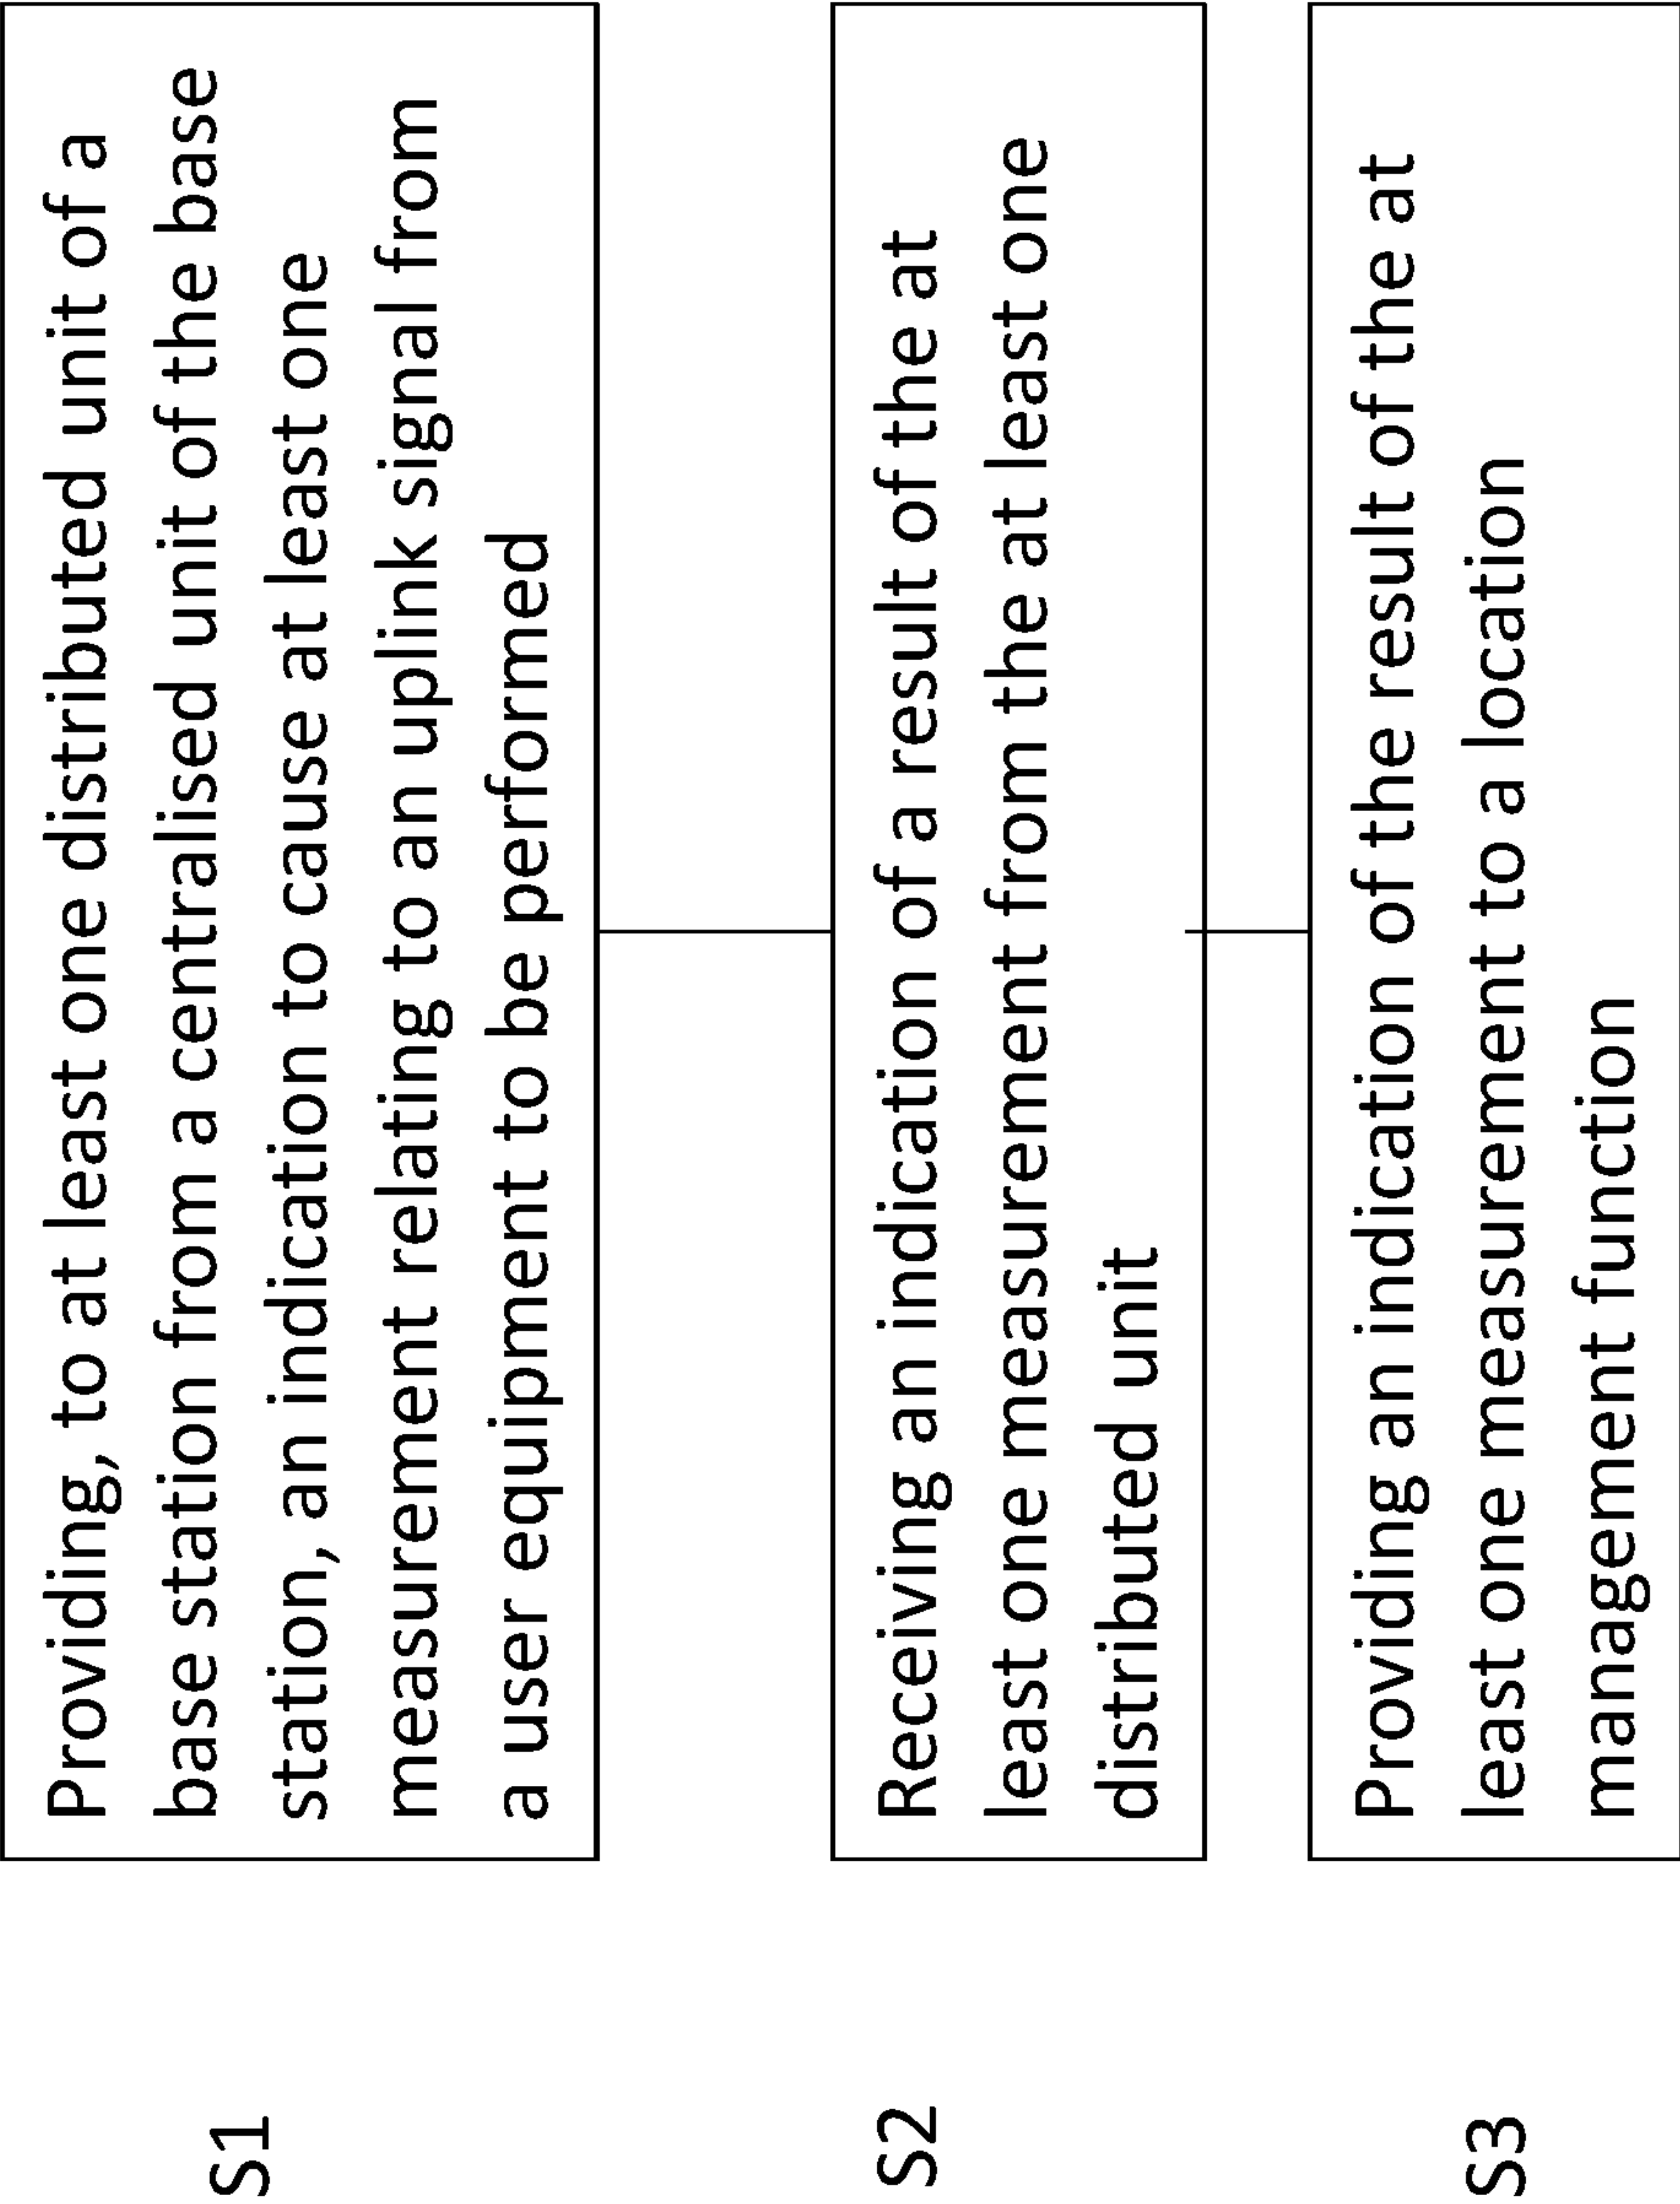 S1
Providing, to at least one distributed unit of a
base station from a centralised unit of the base
station, an indication to cause at least one
measurement relating to an uplink signal from
a user equipment to be performed
S2
Receiving an indication of a result of the at
least one measurement from the at least one
distributed unit
S3
Providing an indication of the result of the at
least one measurement to a location
management function